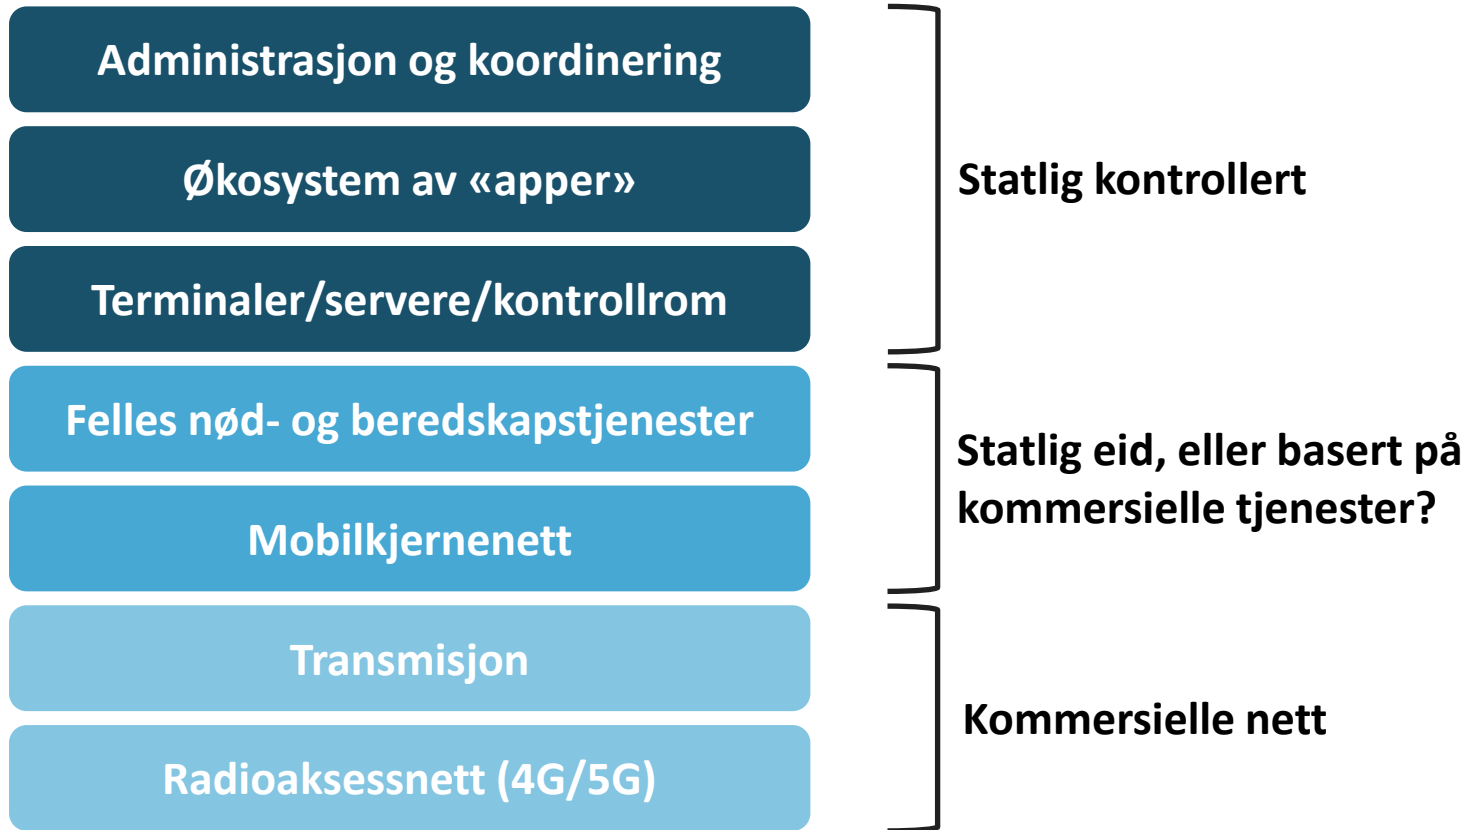 Administrasjon og koordinering
Økosystem av «apper»
Terminaler/servere/kontrollrom
Statlig kontrollert
Felles nød- og beredskapstjenester
Mobilkjernenett
Statlig eid, eller basert på
kommersielle tjenester?
Transmisjon
Radioaksessnett (4G/5G)
Kommersielle nett